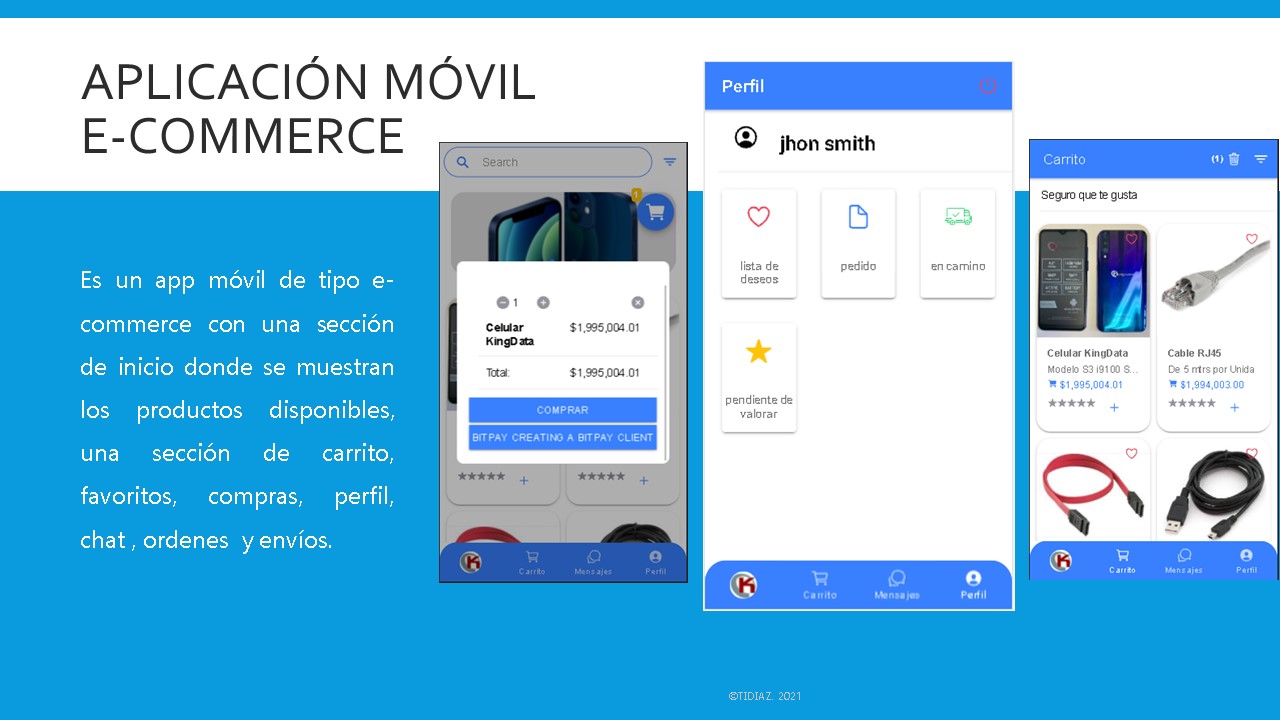 APLICACIÓN MÓVIL
E-COMMERCE
Es un app móvil de tipo e-
commerce con una sección
de inicio donde se muestran
los productos disponibles,
una sección de carrito,
favoritos, compras, perfil,
chat , ordenes y envíos.
Search
1
1
Celular
KingData
$1,995,004.01
Total:
$1,995,004.01
COMPRAR
BITPAY CREATING A BITPAY CLIENT
Carrito
Mensajes
Perfil
Perfil
jhon smith
lista de
deseos
pedido
en camino
pendiente de
valorar
Carrito
Mensajes
Perfil
Carrito
(1)
Seguro que te gusta
Celular KingData
Modelo S3 i9100 S...
$1,995,004.01
Cable RJ45
De 5 mtrs por Unida
$1,994,003.00
Carrito
Mensajes
Perfil
©TIDIAZ. 2021